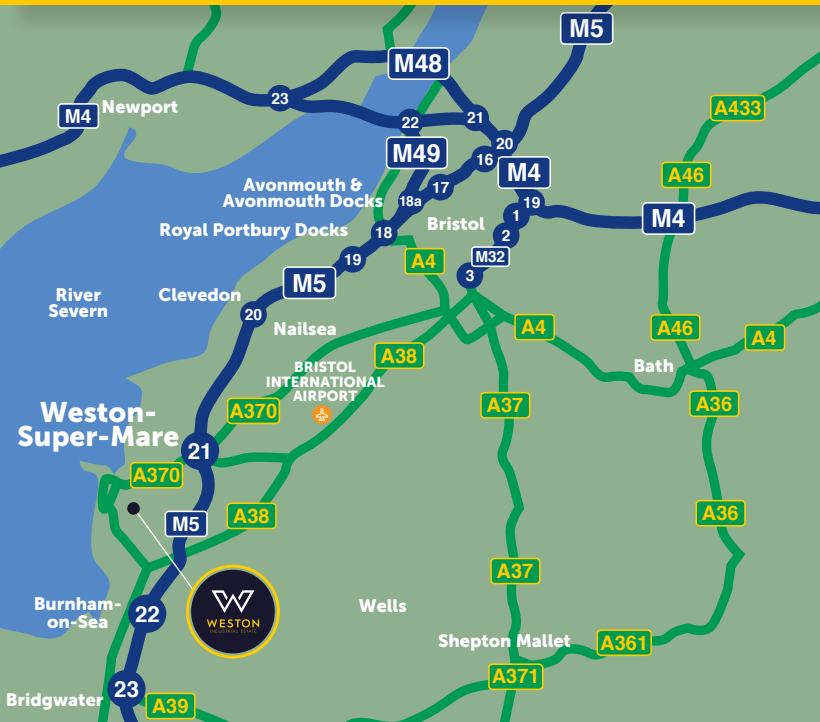 M5
M48
A433
M4
Newport
23
22
21
20
M49
16
M4
A46
Avonmouth &
Avonmouth Docks
17
18a
19
1
M4
Royal Portbury Docks
18
Bristol
2
19
A4
M32
3
M5
River
Severn
Clevedon
20
Nailsea
A4
A46
A4
A38
BRISTOL
INTERNATIONAL
AIRPORT
Bath
A370
A37
A36
Weston-
Super-Mare
21
A370
M5
A38
A36
A37
WESTON
INDUSTRIAL ESTATE
Burnham-
on-Sea
22
Wells
Shepton Mallet
A361
A371
23
Bridgwater
A39